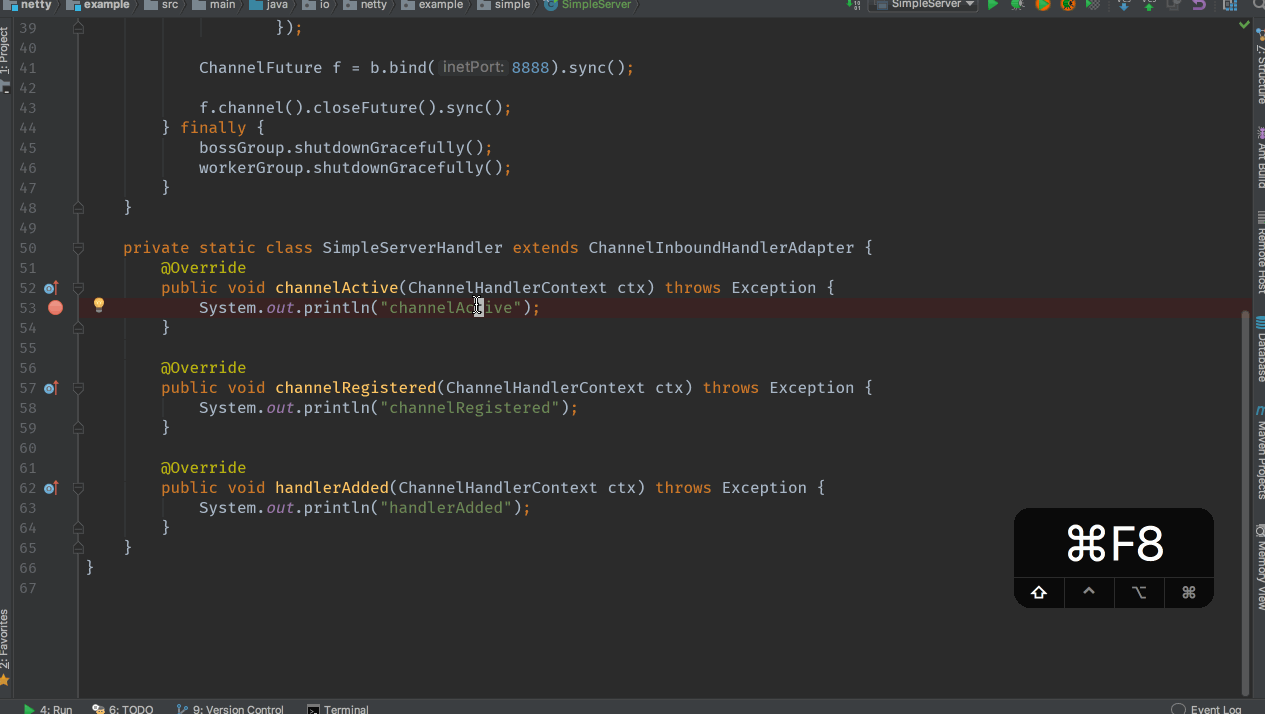 netty example src main java io netty example simple SimpleServer SimpleServer
1: Project
2: Favorites
39 });
40
41 ChannelFuture f = b.bind( inetPort: 8888).sync();
42
43 f.channel().closeFuture().sync();
44 } finally {
45 bossGroup.shutdownGracefully();
46 workerGroup.shutdownGracefully();
47 }
48 }
49
50 private static class SimpleServerHandler extends ChannelInboundHandlerAdapter {
51 @Override
52 public void channelActive(ChannelHandlerContext ctx) throws Exception {
53 System.out.println("channelActive");
54 }
55
56 @Override
57 public void channelRegistered(ChannelHandlerContext ctx) throws Exception {
58 System.out.println("channelRegistered");
59 }
60
61 @Override
62 public void handlerAdded(ChannelHandlerContext ctx) throws Exception {
63 System.out.println("handlerAdded");
64 }
65 }
66 }
67
⌘F8
⇧ ⌃ ⌥ ⌘
Z: Structure
Ant Build
Remote Host
Database
Maven Projects
Memory View
4: Run 6: TODO 9: Version Control Terminal Event Log